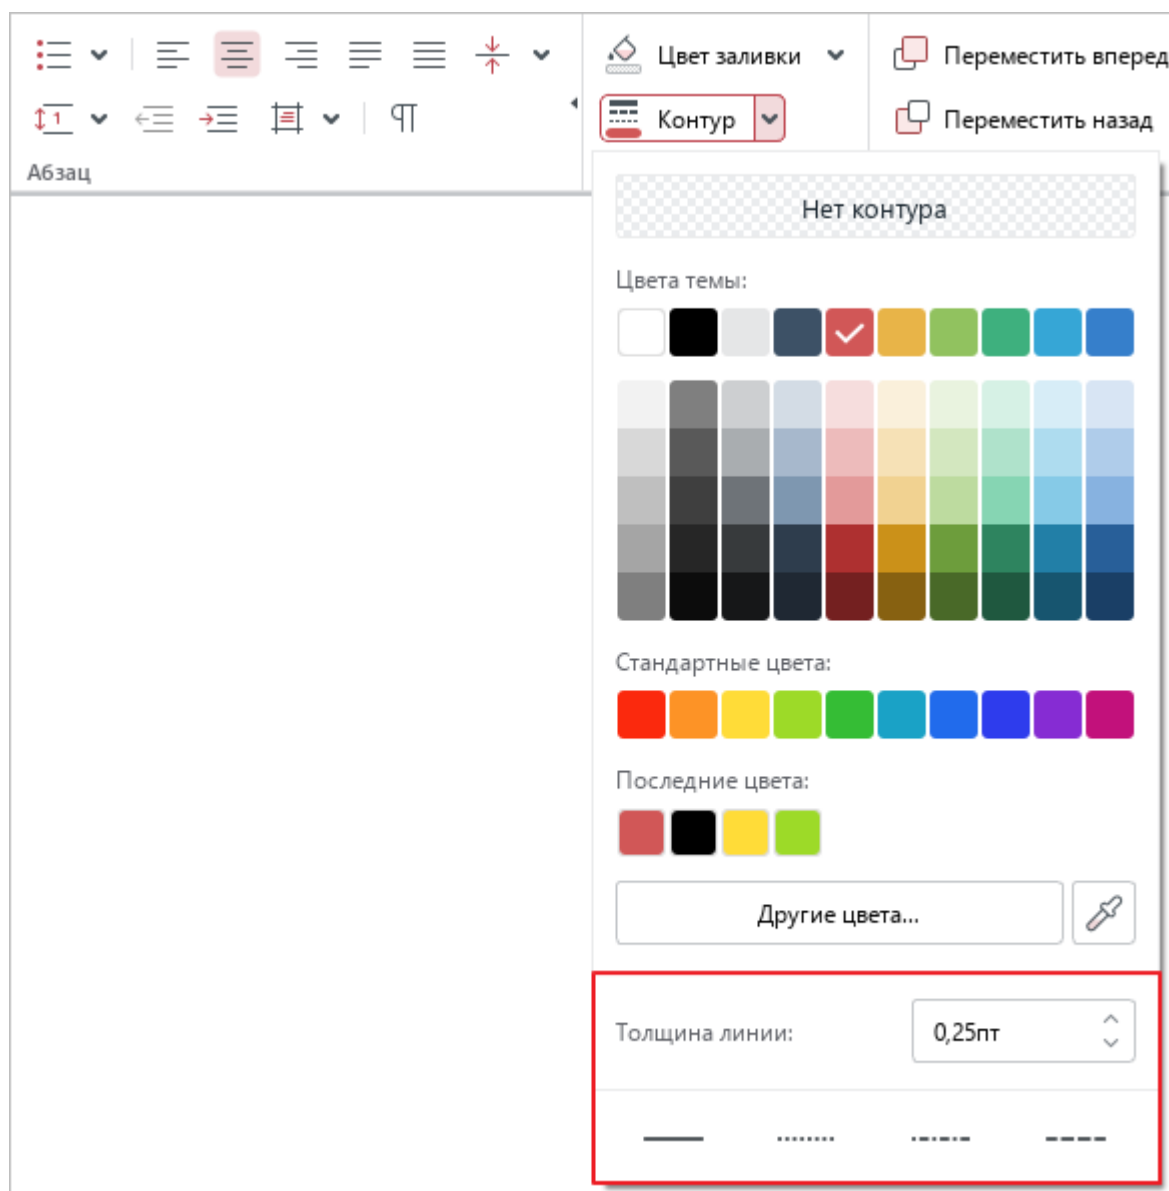 Цвет заливки
Переместить вперед
1
Контур
Переместить назад
Абзац
Нет контура
Цвета темы:
Стандартные цвета:
Последние цвета:
Другие цвета...
Толщина линии:
0,25пт